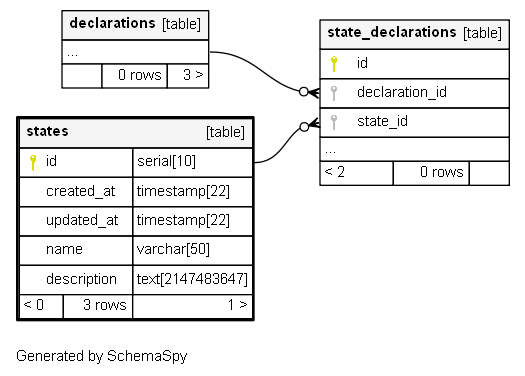 declarations [table]
...
0 rows 3 >
state_declarations [table]
id
declaration_id
state_id
...
< 2 0 rows
states [table]
id serial[10]
created_at timestamp[22]
updated_at timestamp[22]
name varchar[50]
description text[2147483647]
< 0 3 rows 1 >
Generated by SchemaSpy